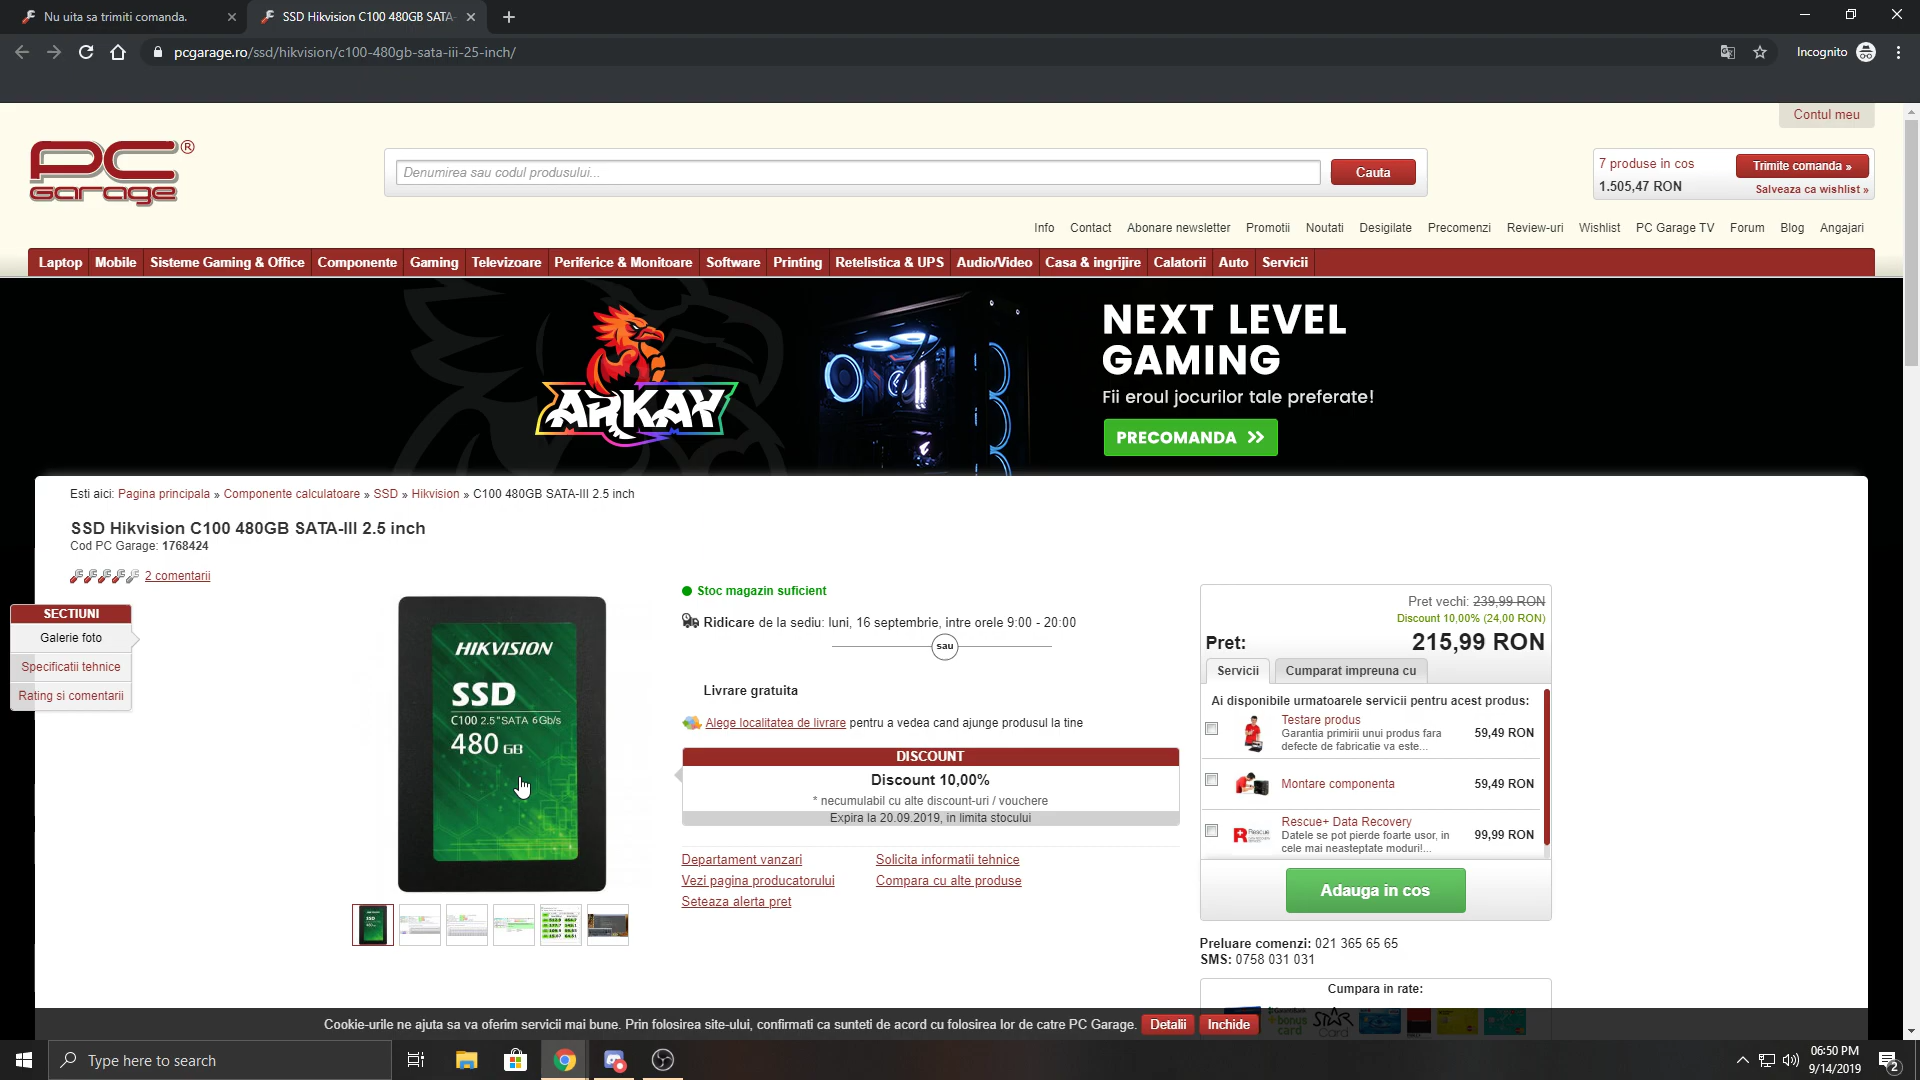 Nu uita sa trimiti comanda.
SSD Hikvision C100 480GB SATA-
pcgarage.ro/ssd/hikvision/c100-480gb-sata-iii-25-inch/
Incognito
Contul meu
PC garage ®
Denumirea sau codul produsului...
Cauta
7 produse in cos
Trimite comanda »
1.505,47 RON
Salveaza ca wishlist »
Info Contact Abonare newsletter Promotii Noutati Desigilate Precomenzi Review-uri Wishlist PC Garage TV Forum Blog Angajari
Laptop Mobile Sisteme Gaming & Office Componente Gaming Televizoare Periferice & Monitoare Software Printing Retelistica & UPS Audio/Video Casa & ingrijire Calatorii Auto Servicii
ARKAY
NEXT LEVEL
GAMING
Fii eroul jocurilor tale preferate!
PRECOMANDA
Esti aici: Pagina principala » Componente calculatoare » SSD » Hikvision » C100 480GB SATA-III 2.5 inch
SSD Hikvision C100 480GB SATA-III 2.5 inch
Cod PC Garage: 1768424
2 comentarii
SECTIUNI
Galerie foto
Specificatii tehnice
Rating si comentarii
HIKVISION
SSD
C100 2.5"SATA 6Gb/s
480 GB
Stoc magazin suficient
Ridicare de la sediu: luni, 16 septembrie, intre orele 9:00 - 20:00
sau
Livrare gratuita
Alege localitatea de livrare pentru a vedea cand ajunge produsul la tine
DISCOUNT
Discount 10,00%
* necumulabil cu alte discount-uri / vouchere
Expira la 20.09.2019, in limita stocului
Departament vanzari
Solicita informatii tehnice
Vezi pagina producatorului
Compara cu alte produse
Seteaza alerta pret
Pret vechi: 239,99 RON
Discount 10,00% (24,00 RON)
Pret: 215,99 RON
Servicii
Cumparat impreuna cu
Ai disponibile urmatoarele servicii pentru acest produs:
Testare produs
Garantia primirii unui produs fara
defecte de fabricatie va este...
59,49 RON
Montare componenta
59,49 RON
Rescue
Rescue+ Data Recovery
Datele se pot pierde foarte usor, in
cele mai neasteptate moduri!...
99,99 RON
Adauga in cos
Preluare comenzi: 021 365 65 65
SMS: 0758 031 031
Cumpara in rate:
bonus
card
STAR
Card
Cookie-urile ne ajuta sa va oferim servicii mai bune. Prin folosirea site-ului, confirmati ca sunteti de acord cu folosirea lor de catre PC Garage.
Detalii
Inchide
Type here to search
06:50 PM
9/14/2019
2